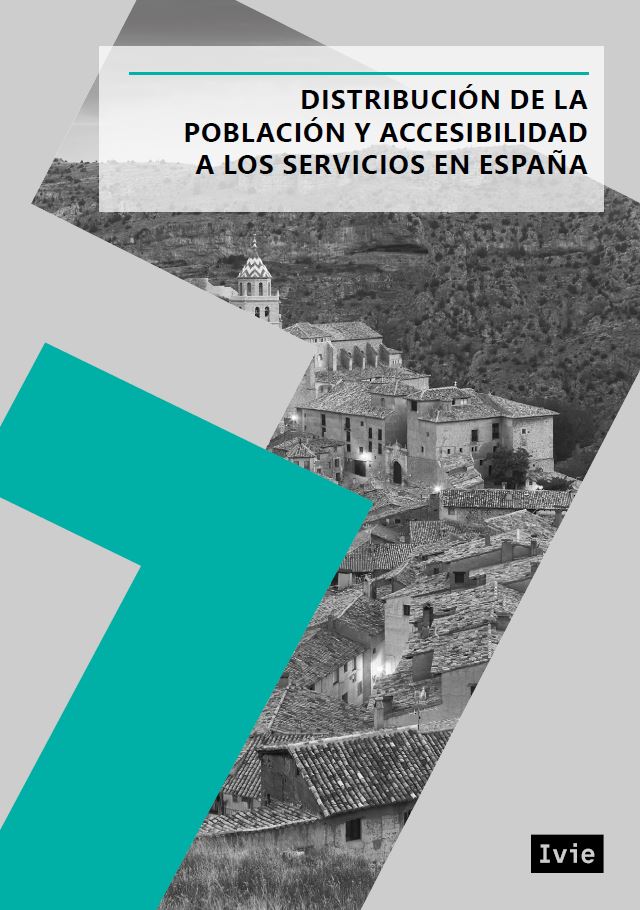 DISTRIBUCIÓN DE LA
POBLACIÓN Y ACCESIBILIDAD
A LOS SERVICIOS EN ESPAÑA
Ivie